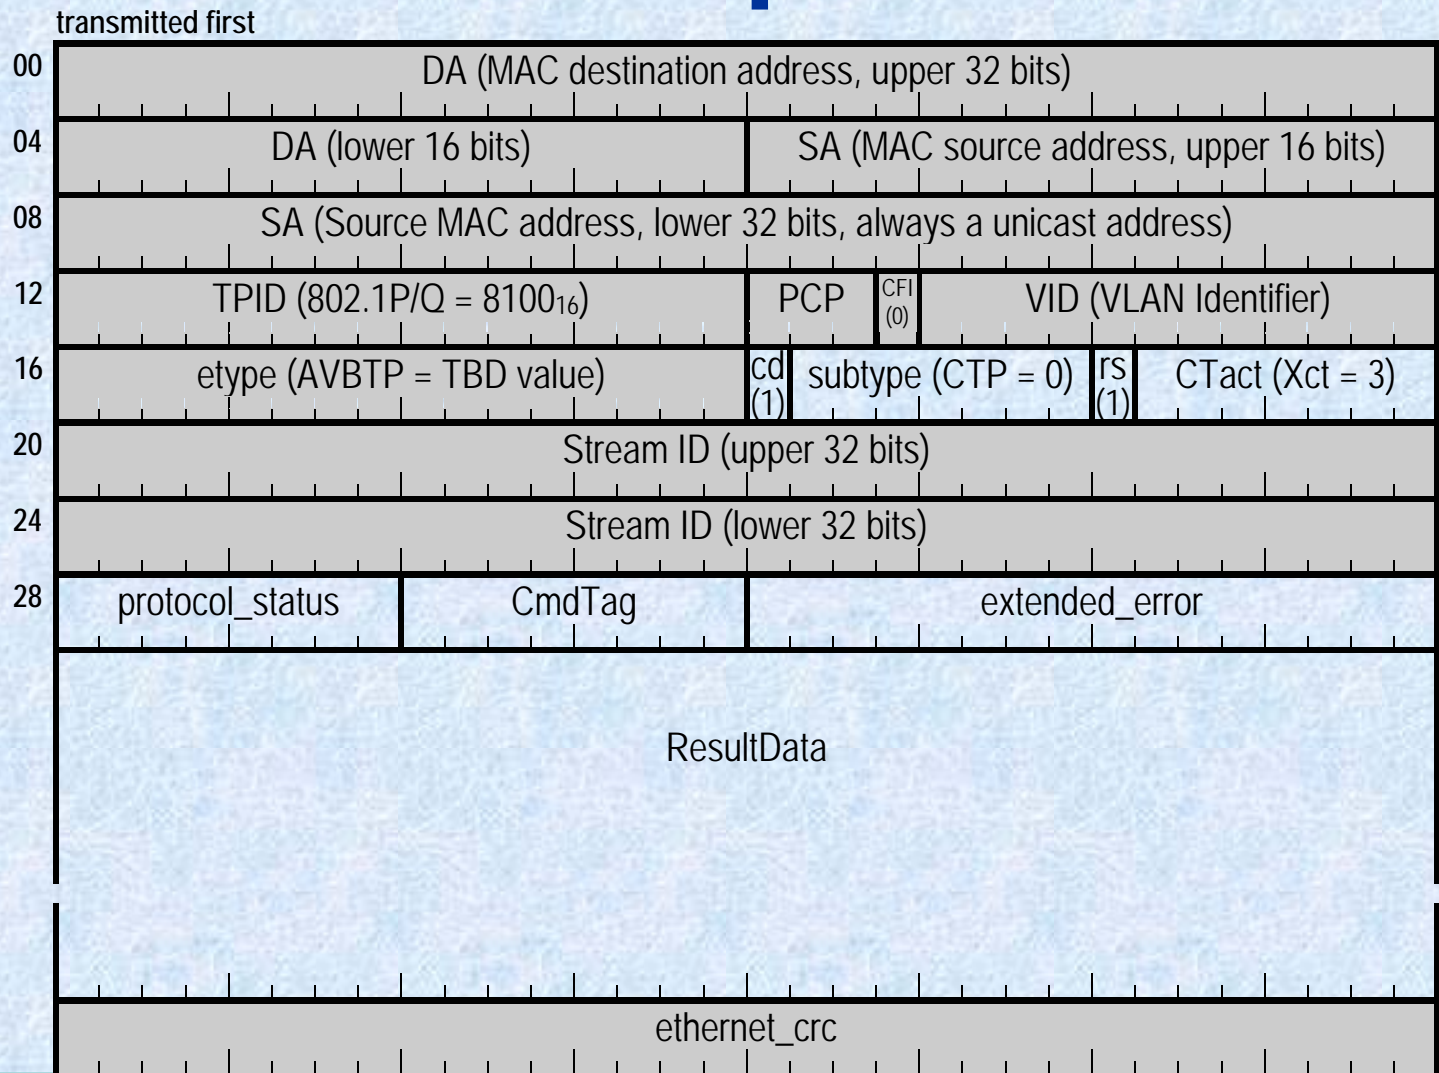 transmitted first
00 DA (MAC destination address, upper 32 bits)
04 DA (lower 16 bits) SA (MAC source address, upper 16 bits)
08 SA (Source MAC address, lower 32 bits, always a unicast address)
12 TPID (802.1P/Q = 8100₁₆) PCP CFI (0) VID (VLAN Identifier)
16 etype (AVBTP = TBD value) cd (1) subtype (CTP = 0) rs (1) CTact (Xct = 3)
20 Stream ID (upper 32 bits)
24 Stream ID (lower 32 bits)
28 protocol_status CmdTag extended_error
ResultData
ethernet_crc